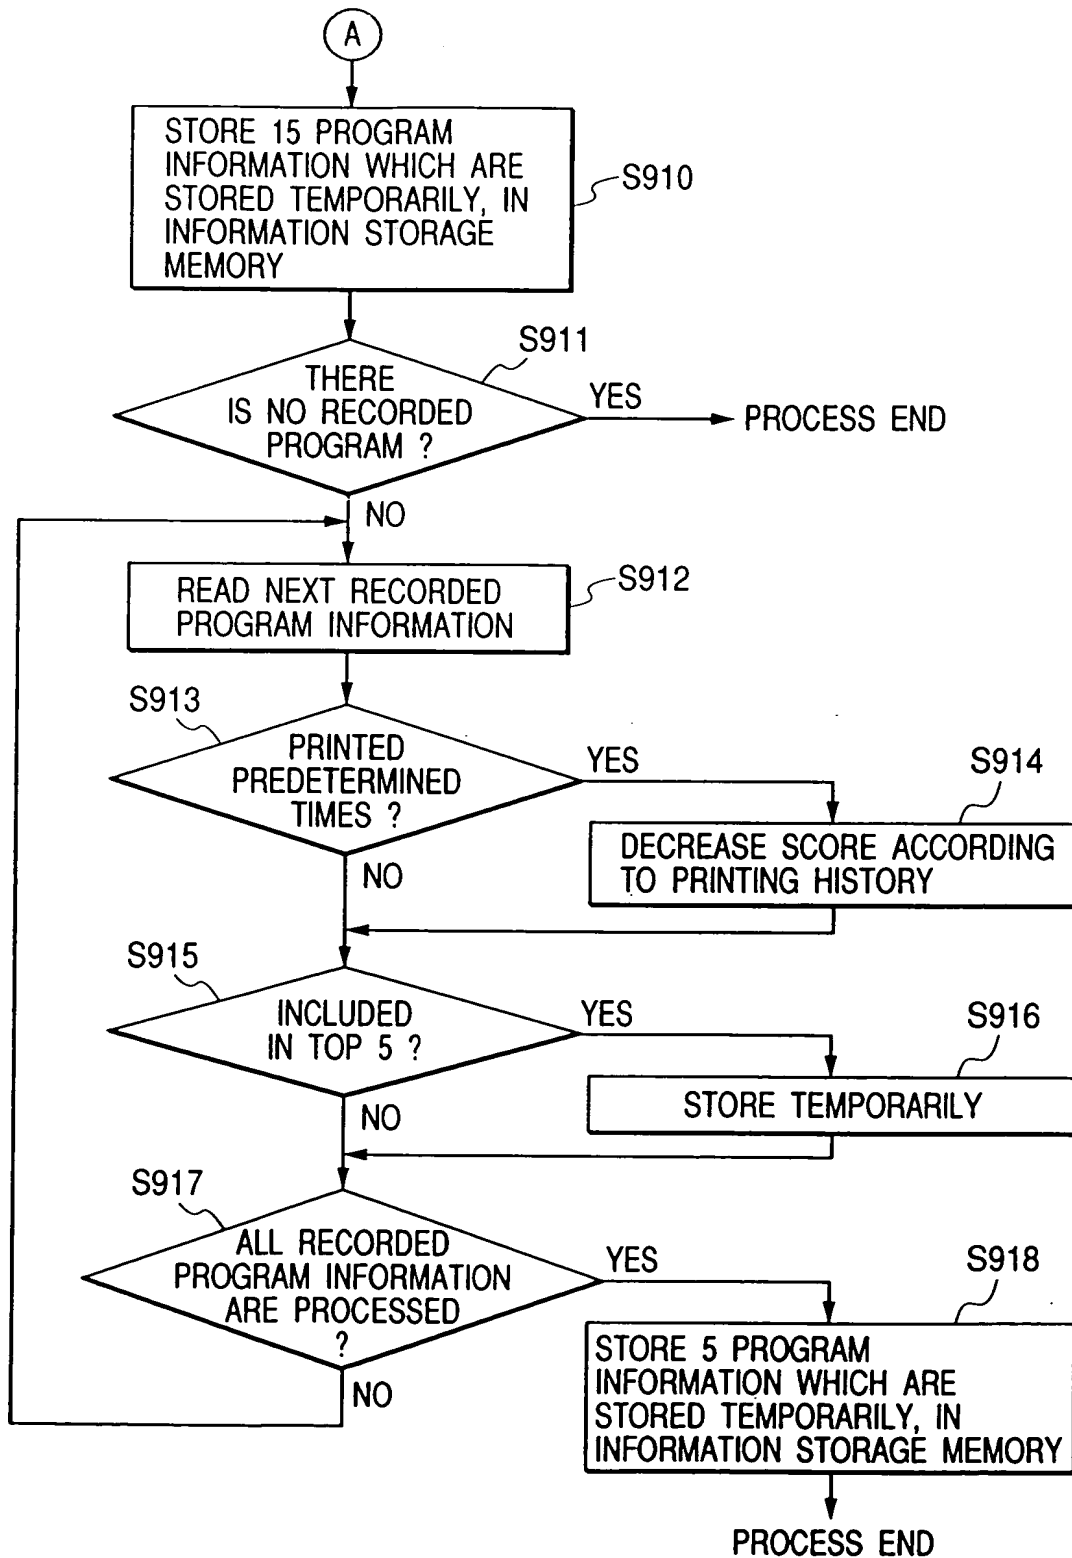 A
STORE 15 PROGRAM
INFORMATION WHICH ARE
STORED TEMPORARILY, IN
INFORMATION STORAGE
MEMORY
S910
S911
THERE
IS NO RECORDED
PROGRAM ?
YES
PROCESS END
NO
READ NEXT RECORDED
PROGRAM INFORMATION
S912
S913
PRINTED
PREDETERMINED
TIMES ?
YES
S914
DECREASE SCORE ACCORDING
TO PRINTING HISTORY
NO
S915
INCLUDED
IN TOP 5 ?
YES
S916
STORE TEMPORARILY
NO
S917
ALL RECORDED
PROGRAM INFORMATION
ARE PROCESSED
?
YES
S918
STORE 5 PROGRAM
INFORMATION WHICH ARE
STORED TEMPORARILY, IN
INFORMATION STORAGE MEMORY
NO
PROCESS END